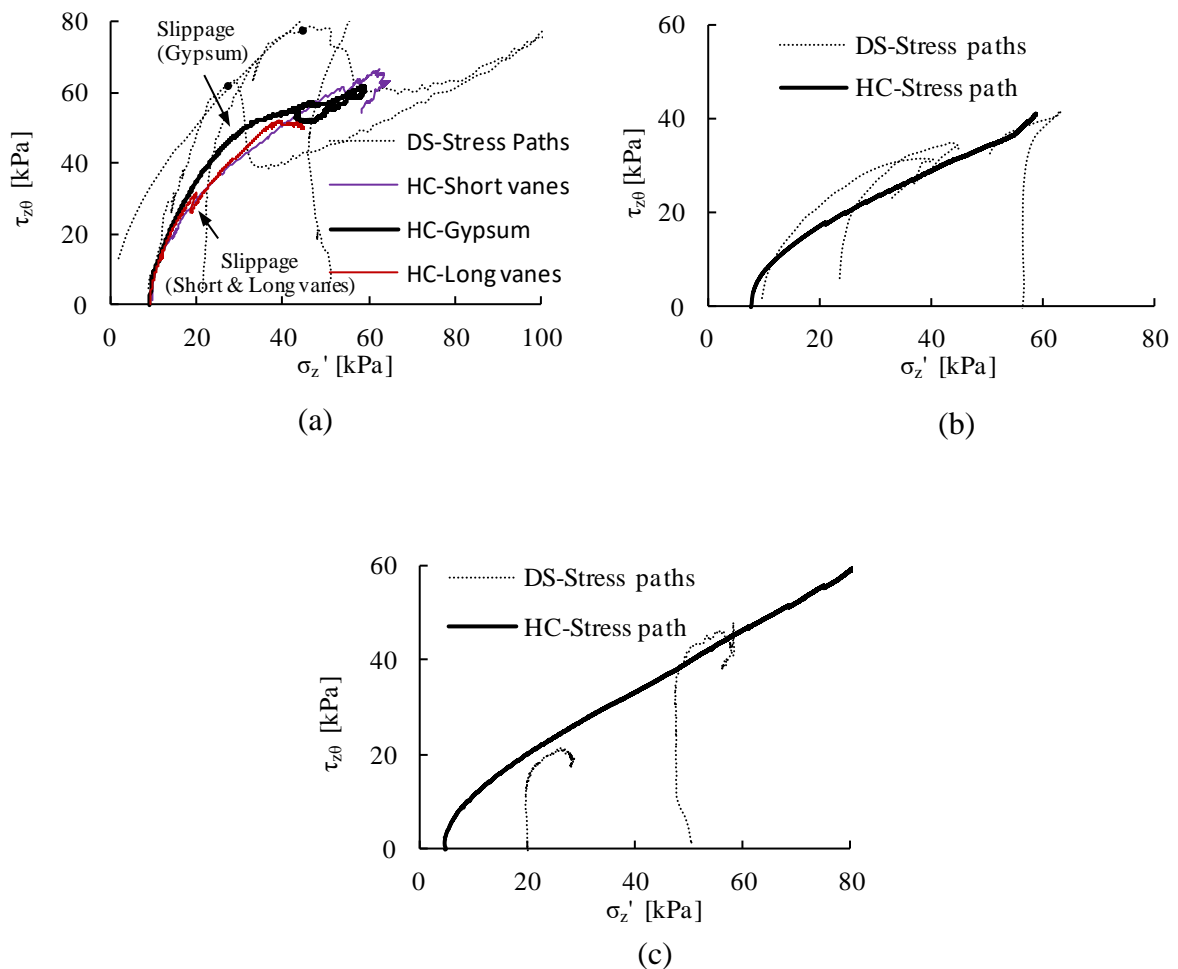 80
60
40
20
0
τzθ [kPa]
Slippage
(Gypsum)
DS-Stress Paths
HC-Short vanes
HC-Gypsum
HC-Long vanes
Slippage
(Short & Long vanes)
0 20 40 60 80 100
σz' [kPa]
(a)
60
40
20
0
τzθ [kPa]
DS-Stress paths
HC-Stress path
0 20 40 60 80
σz' [kPa]
(b)
60
40
20
0
τzθ [kPa]
DS-Stress paths
HC-Stress path
0 20 40 60 80
σz' [kPa]
(c)